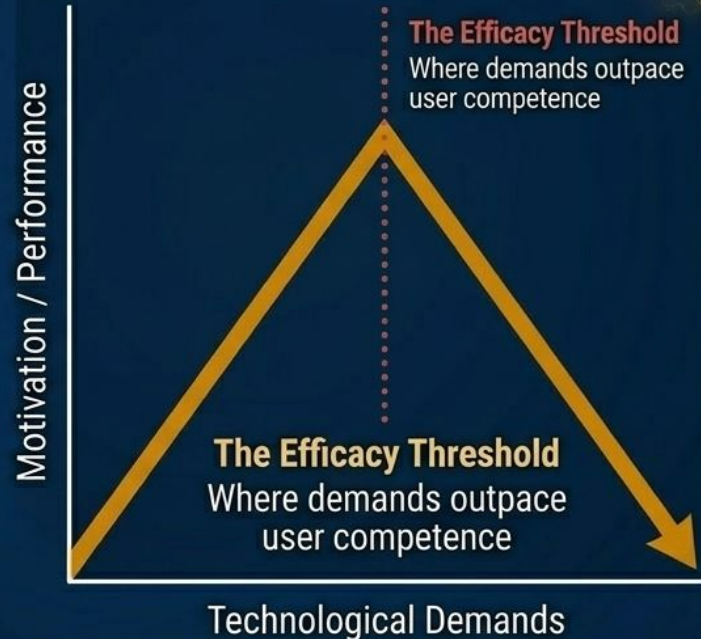 The Efficacy Threshold
Where demands outpace
user competence
Motivation / Performance
The Efficacy Threshold
Where demands outpace
user competence
Technological Demands